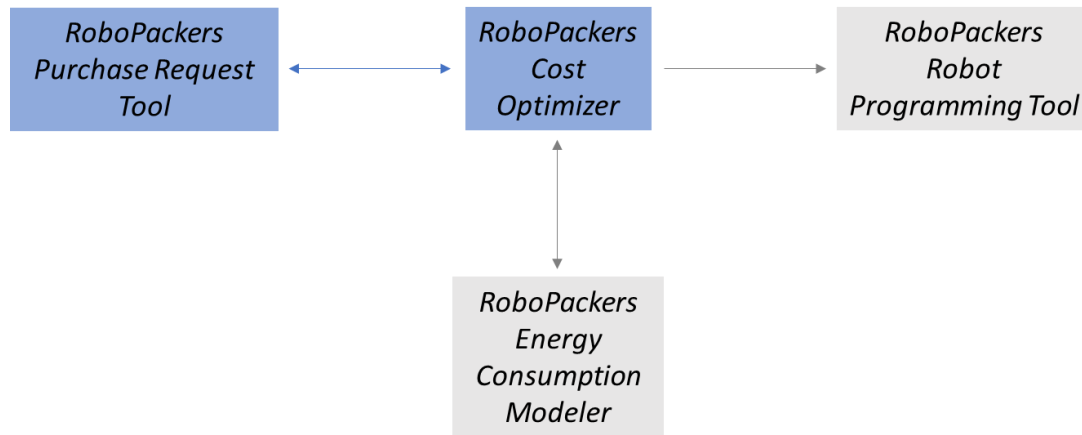 RoboPackers
Purchase Request
Tool
RoboPackers
Cost
Optimizer
RoboPackers
Robot
Programming Tool
RoboPackers
Energy
Consumption
Modeler